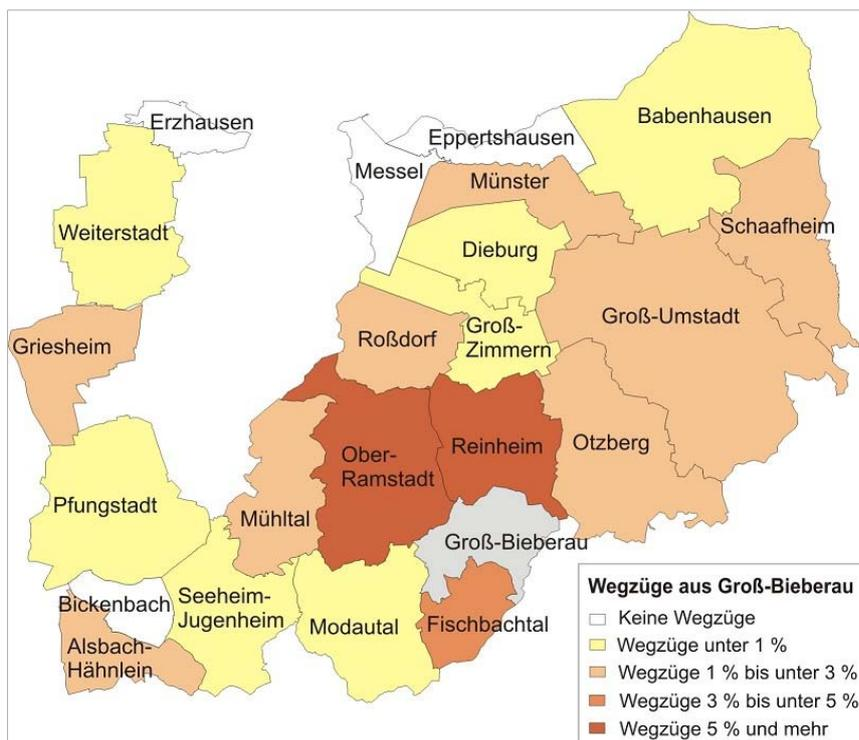 Erzhausen
Eppertshausen
Babenhausen
Messel
Münster
Schaafheim
Weiterstadt
Dieburg
Groß-Umstadt
Griesheim
Roßdorf
Groß-
Zimmern
Ober-
Ramstadt
Reinheim
Otzberg
Pfungstadt
Mühltal
Groß-Bieberau
Bickenbach
Seeheim-
Jugenheim
Modautal
Fischbachtal
Alsbach-
Hähnlein
Wegzüge aus Groß-Bieberau
Keine Wegzüge
Wegzüge unter 1 %
Wegzüge 1 % bis unter 3 %
Wegzüge 3 % bis unter 5 %
Wegzüge 5 % und mehr